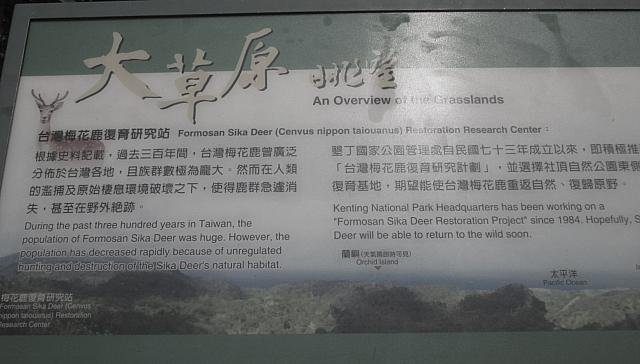 大草原眺望
An Overview of the Grasslands
台灣梅花鹿復育研究站 Formosan Sika Deer (Cenvus nippon taiouanus) Restoration Research Center：
根據史料記載，過去三百年間，台灣梅花鹿曾廣泛
分佈於台灣各地，且族群數極為龐大。然而在人類
的濫捕及原始棲息環境破壞之下，使得鹿群急遽消
失，甚至在野外絶跡。
During the past three hundred years in Taiwan, the
population of Formosan Sika Deer was huge. However, the
population has decreased rapidly because of unregulated
hunting and destruction of the Sika Deer's natural habitat.
墾丁國家公園管理處自民國七十三年成立以來，即積極推
「台灣梅花鹿復育研究計劃」，並選擇社頂自然公園東側
復育基地，期望能使台灣梅花鹿重返自然、復歸原野。
Kenting National Park Headquarters has been working on a
"Formosan Sika Deer Restoration Project" since 1984. Hopefully, S
Deer will be able to return to the wild soon.
蘭嶼(天氣晴朗時可見)
Orchid Island
太平洋
Pacific Ocean
梅花鹿復育研究站
Formosan Sika Deer (Cenvus
nippon taiouanus) Restoration
Research Center